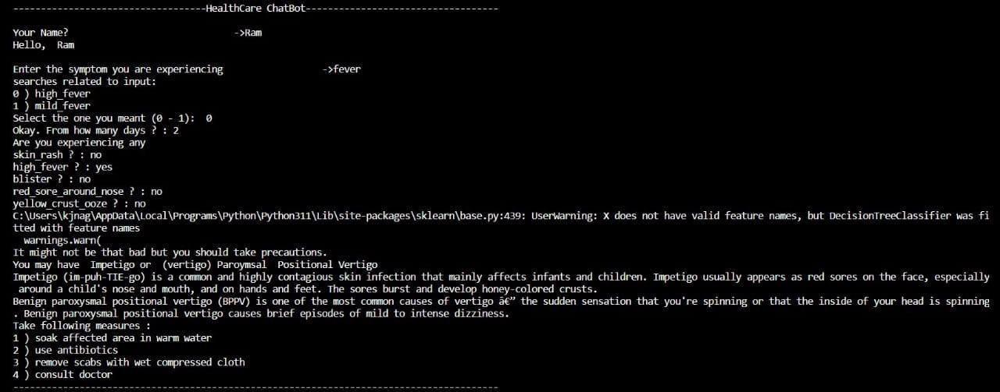 ----------------------------------HealthCare ChatBot----------------------------------
Your Name?                              ->Ram
Hello,  Ram
Enter the symptom you are experiencing                  ->fever
searches related to input:
0 ) high_fever
1 ) mild_fever
Select the one you meant (0 - 1):  0
Okay. From how many days ? : 2
Are you experiencing any
skin_rash ? : no
high_fever ? : yes
blister ? : no
red_sore_around_nose ? : no
yellow_crust_ooze ? : no
C:\Users\kjnag\AppData\Local\Programs\Python\Python311\Lib\site-packages\sklearn\base.py:439: UserWarning: X does not have valid feature names, but DecisionTreeClassifier was fi
tted with feature names
  warnings.warn(
It might not be that bad but you should take precautions.
You may have  Impetigo or  (vertigo) Paroymsal  Positional Vertigo
Impetigo (im-puh-TIE-go) is a common and highly contagious skin infection that mainly affects infants and children. Impetigo usually appears as red sores on the face, especially
 around a child's nose and mouth, and on hands and feet. The sores burst and develop honey-colored crusts.
Benign paroxysmal positional vertigo (BPPV) is one of the most common causes of vertigo â€” the sudden sensation that you're spinning or that the inside of your head is spinning
. Benign paroxysmal positional vertigo causes brief episodes of mild to intense dizziness.
Take following measures :
1 ) soak affected area in warm water
2 ) use antibiotics
3 ) remove scabs with wet compressed cloth
4 ) consult doctor
----------------------------------------------------------------------------------------